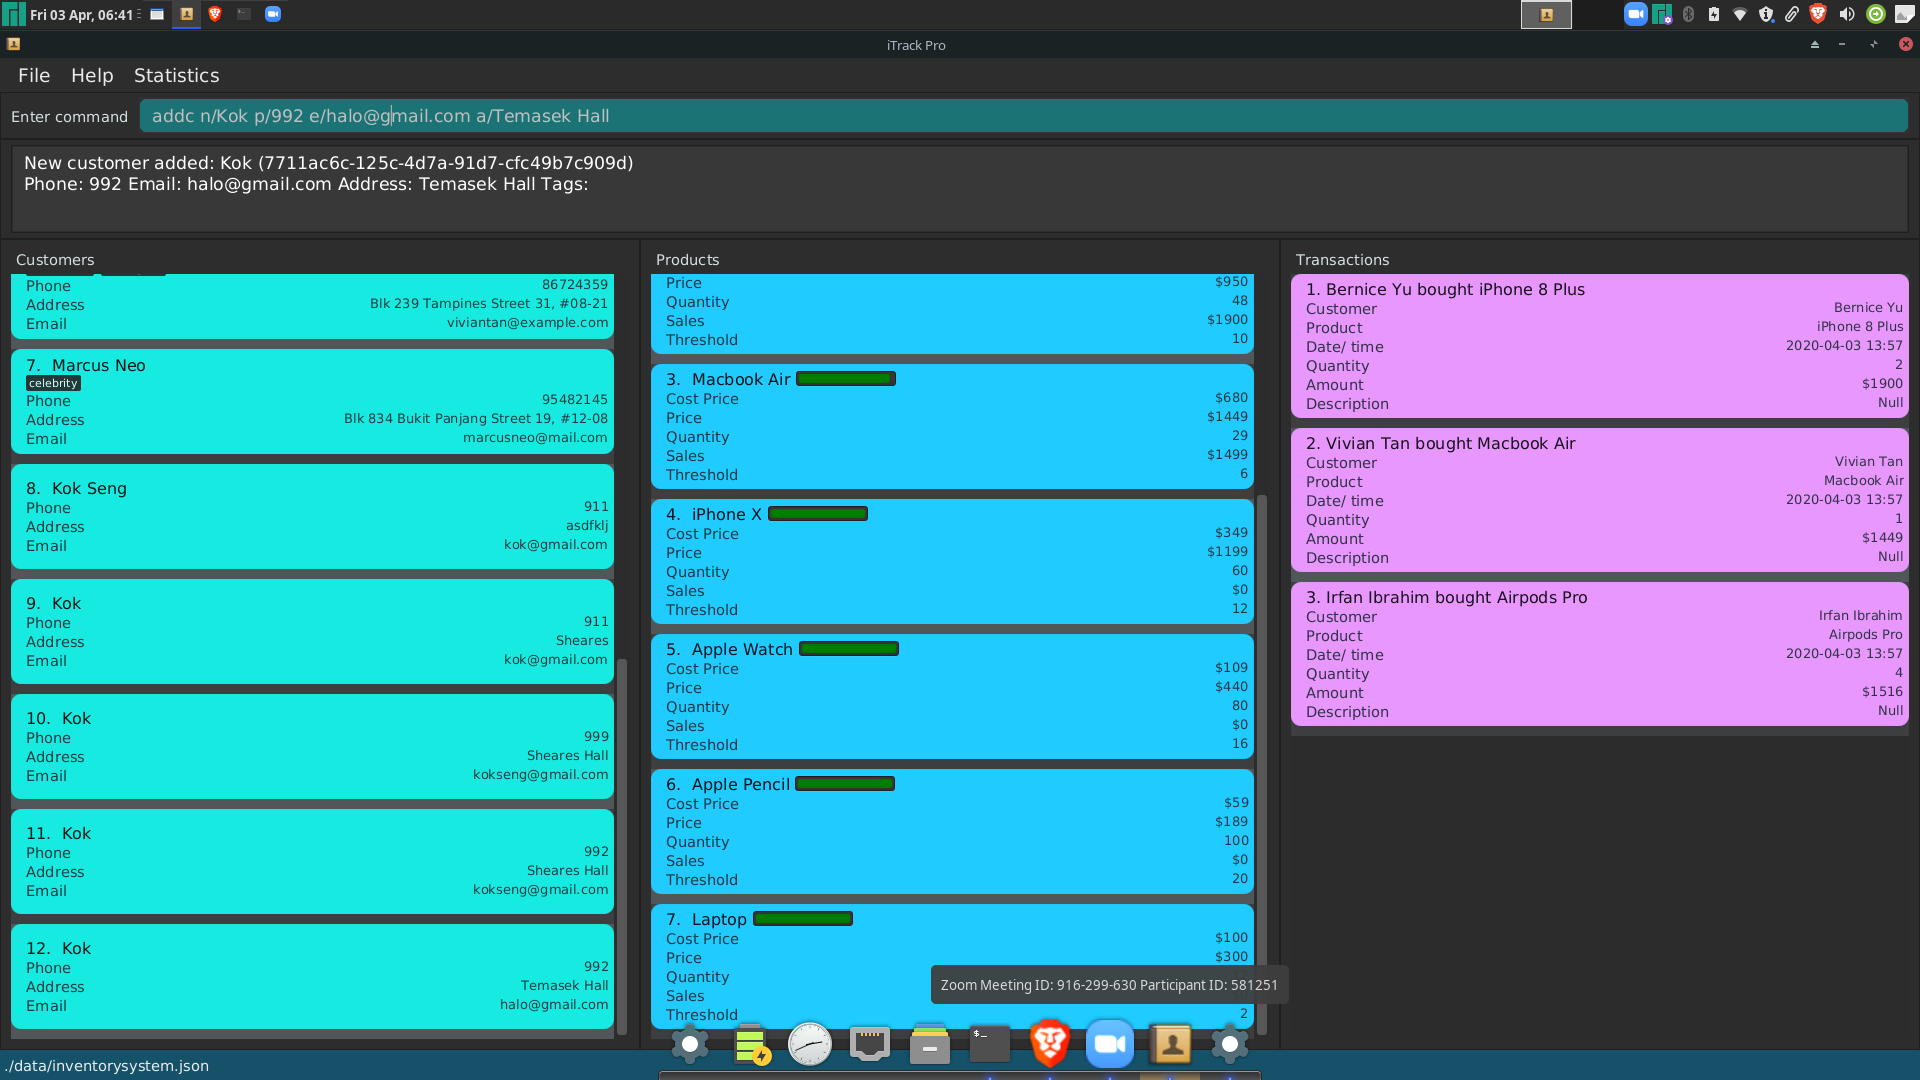 Fri 03 Apr, 06:41
iTrack Pro
File Help Statistics
Enter command addc n/Kok p/992 e/halo@gmail.com a/Temasek Hall
New customer added: Kok (7711ac6c-125c-4d7a-91d7-cfc49b7c909d)
Phone: 992 Email: halo@gmail.com Address: Temasek Hall Tags:
Customers
Phone 86724359
Address Blk 239 Tampines Street 31, #08-21
Email viviantan@example.com
7. Marcus Neo
celebrity
Phone 95482145
Address Blk 834 Bukit Panjang Street 19, #12-08
Email marcusneo@mail.com
8. Kok Seng
Phone 911
Address asdfklj
Email kok@gmail.com
9. Kok
Phone 911
Address Sheares
Email kok@gmail.com
10. Kok
Phone 999
Address Sheares Hall
Email kokseng@gmail.com
11. Kok
Phone 992
Address Sheares Hall
Email kokseng@gmail.com
12. Kok
Phone 992
Address Temasek Hall
Email halo@gmail.com
Products
Price $950
Quantity 48
Sales $1900
Threshold 10
3. Macbook Air
Cost Price $680
Price $1449
Quantity 29
Sales $1499
Threshold 6
4. iPhone X
Cost Price $349
Price $1199
Quantity 60
Sales $0
Threshold 12
5. Apple Watch
Cost Price $109
Price $440
Quantity 80
Sales $0
Threshold 16
6. Apple Pencil
Cost Price $59
Price $189
Quantity 100
Sales $0
Threshold 20
7. Laptop
Cost Price $100
Price $300
Quantity
Sales
Threshold 2
Zoom Meeting ID: 916-299-630 Participant ID: 581251
Transactions
1. Bernice Yu bought iPhone 8 Plus
Customer Bernice Yu
Product iPhone 8 Plus
Date/ time 2020-04-03 13:57
Quantity 2
Amount $1900
Description Null
2. Vivian Tan bought Macbook Air
Customer Vivian Tan
Product Macbook Air
Date/ time 2020-04-03 13:57
Quantity 1
Amount $1449
Description Null
3. Irfan Ibrahim bought Airpods Pro
Customer Irfan Ibrahim
Product Airpods Pro
Date/ time 2020-04-03 13:57
Quantity 4
Amount $1516
Description Null
./data/inventorysystem.json